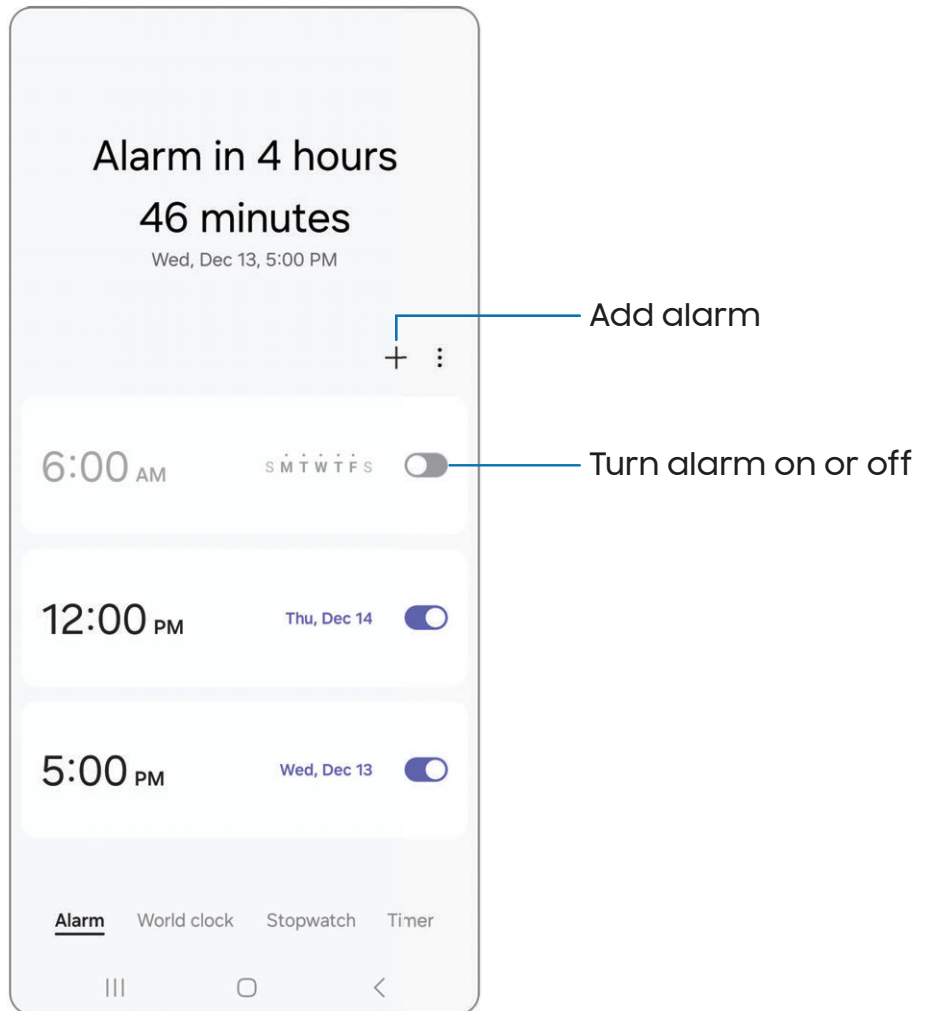 Alarm in 4 hours
46 minutes
Wed, Dec 13, 5:00 PM
Add alarm
6:00 AM S M T W T F S
Turn alarm on or off
12:00 PM Thu, Dec 14
5:00 PM Wed, Dec 13
Alarm World clock Stopwatch Timer